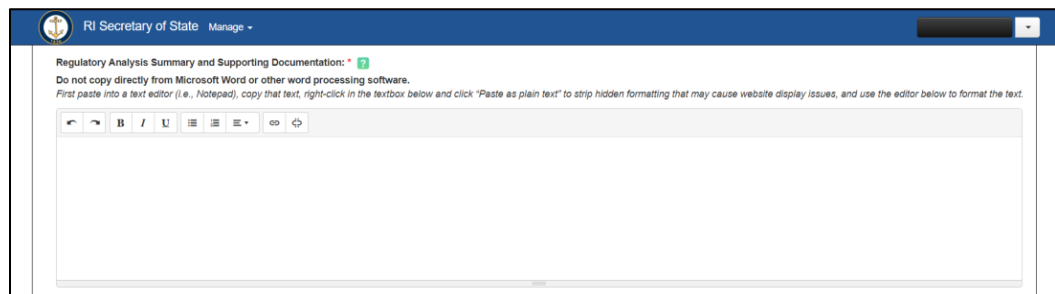 RI Secretary of State Manage
Regulatory Analysis Summary and Supporting Documentation: * ?
Do not copy directly from Microsoft Word or other word processing software.
First paste into a text editor (i.e., Notepad), copy that text, right-click in the textbox below and click "Paste as plain text" to strip hidden formatting that may cause website display issues, and use the editor below to format the text.
B I U